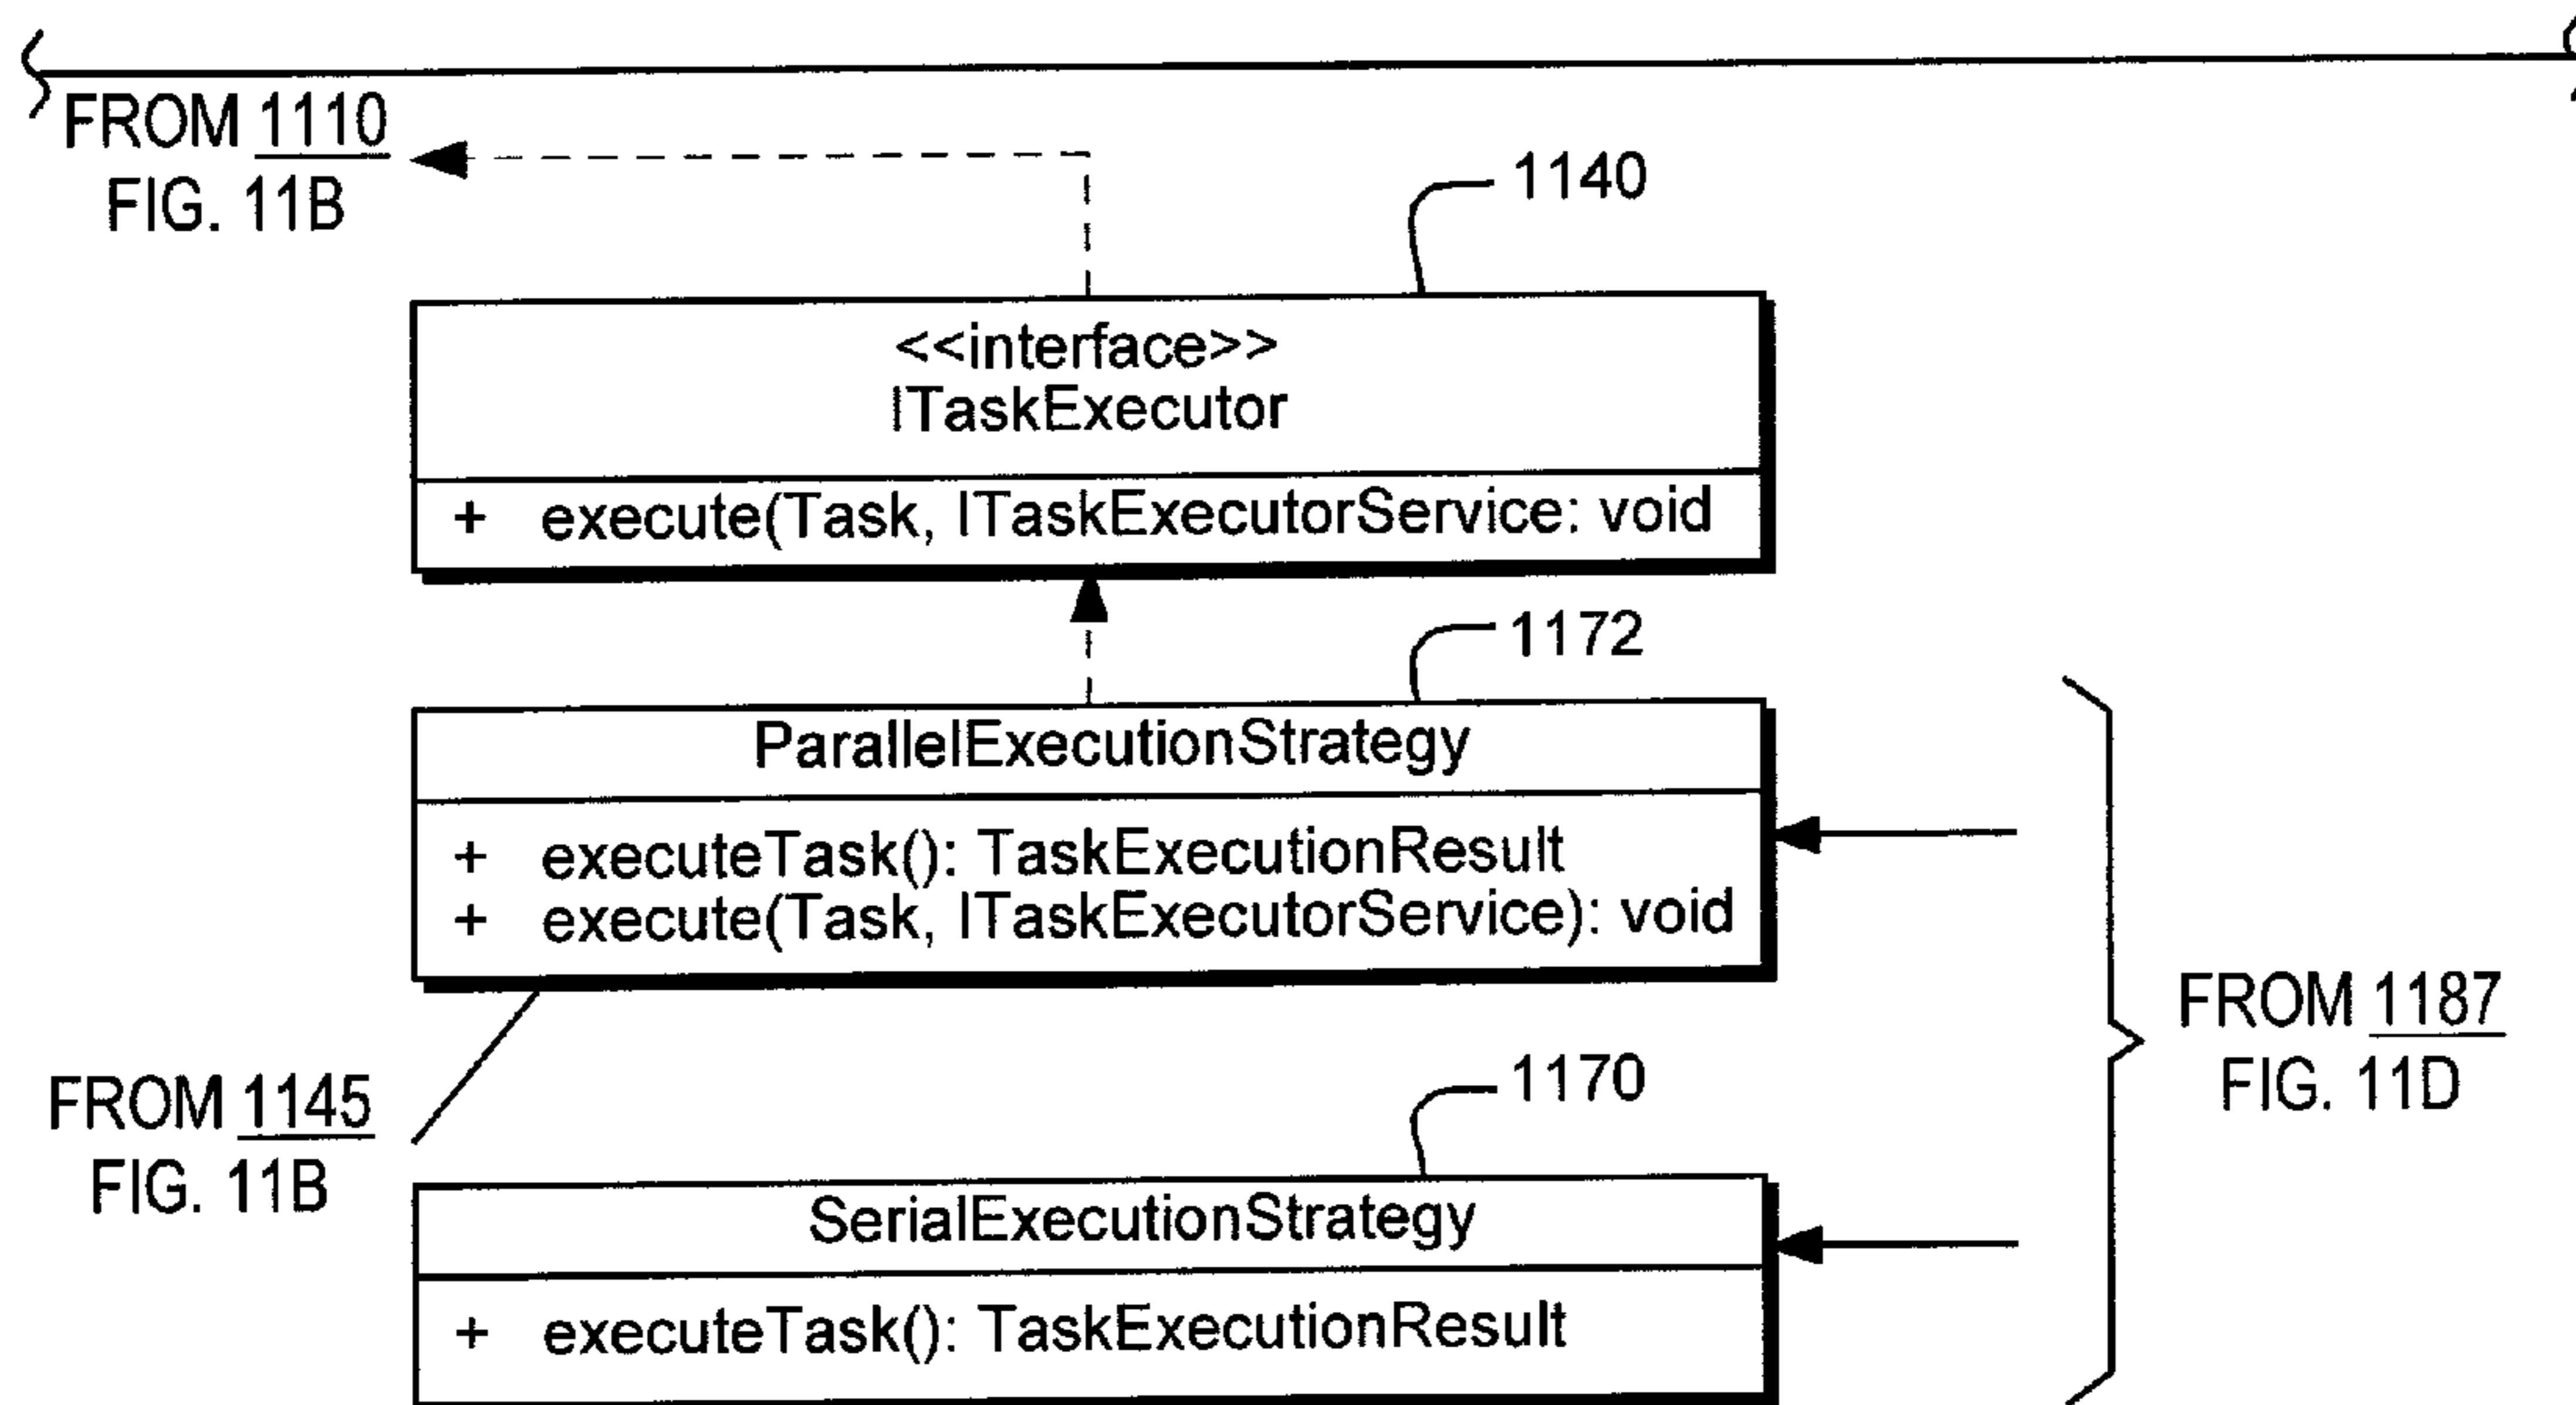 FROM 1110
FIG. 11B
1140
<<interface>>
ITaskExecutor
+ execute(Task, ITaskExecutorService: void
1172
ParallelExecutionStrategy
+ executeTask(): TaskExecutionResult
+ execute(Task, ITaskExecutorService): void
FROM 1187
FIG. 11D
FROM 1145
FIG. 11B
1170
SerialExecutionStrategy
+ executeTask(): TaskExecutionResult